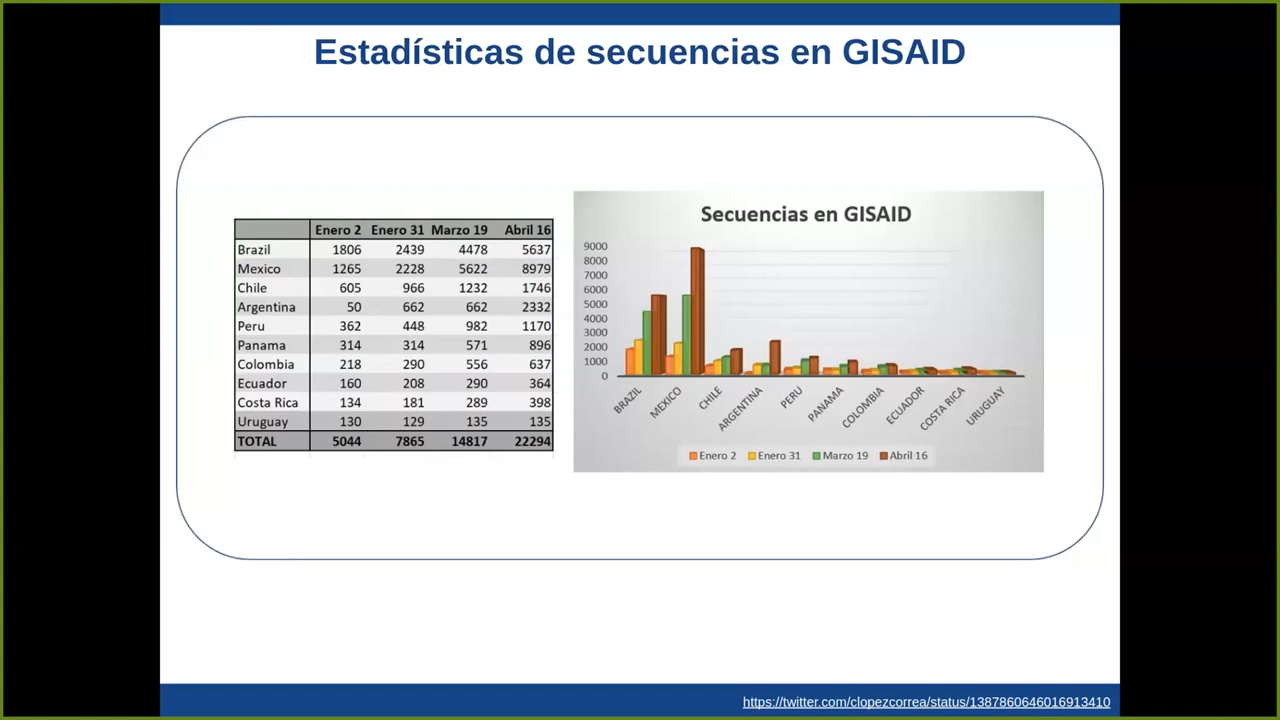 Estadísticas de secuencias en GISAID
Enero 2 Enero 31 Marzo 19 Abril 16
Brazil 1806 2439 4478 5637
Mexico 1265 2228 5622 8979
Chile 605 966 1232 1746
Argentina 50 662 662 2332
Peru 362 448 982 1170
Panama 314 314 571 896
Colombia 218 290 556 637
Ecuador 160 208 290 364
Costa Rica 134 181 289 398
Uruguay 130 129 135 135
TOTAL 5044 7865 14817 22294
Secuencias en GISAID
9000
8000
7000
6000
5000
4000
3000
2000
1000
0
BRAZIL MEXICO CHILE ARGENTINA PERU PANAMA COLOMBIA ECUADOR COSTA RICA URUGUAY
Enero 2 Enero 31 Marzo 19 Abril 16
https://twitter.com/clopezcorrea/status/1387860646016913410